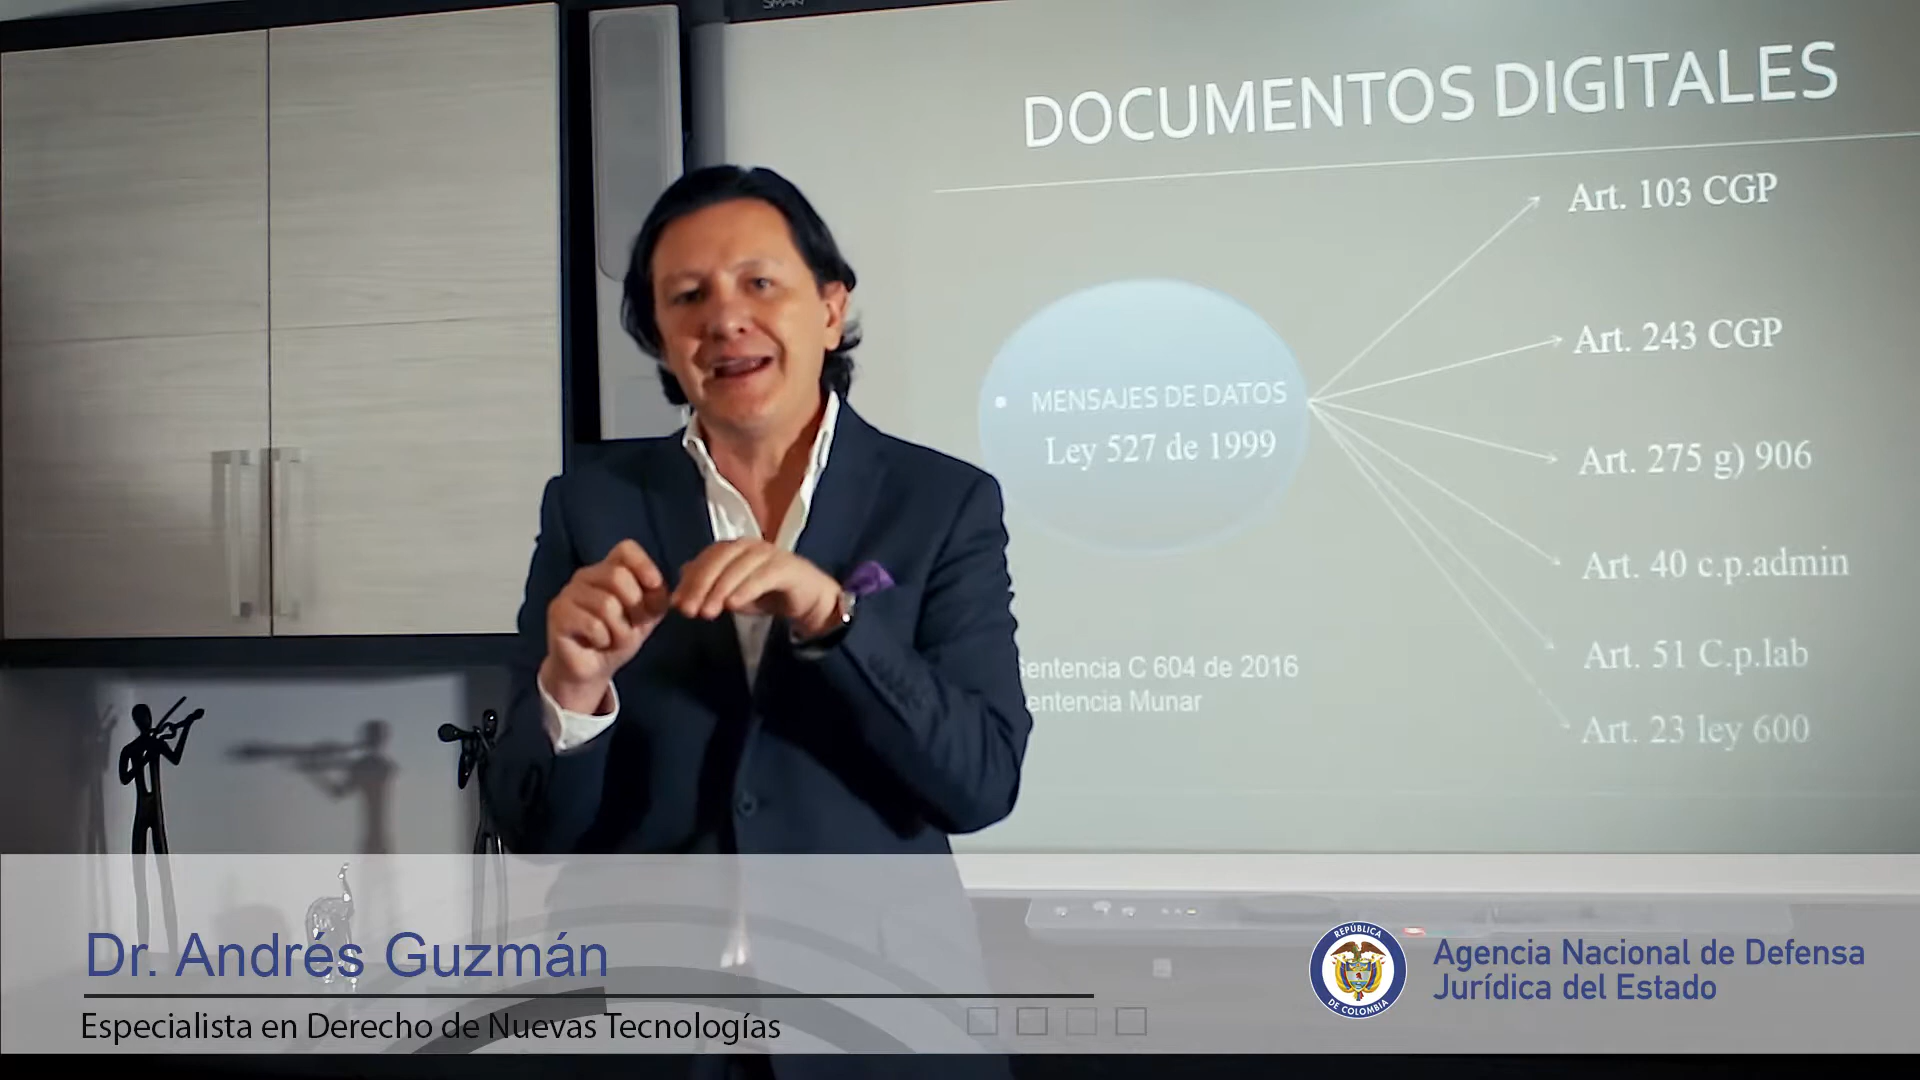 SMART
DOCUMENTOS DIGITALES
Art. 103 CGP
Art. 243 CGP
• MENSAJES DE DATOS
Ley 527 de 1999
Art. 275 g) 906
Art. 40 c.p.admin
Art. 51 C.p.lab
Art. 23 ley 600
Sentencia C 604 de 2016
entencia Munar
Dr. Andrés Guzmán
Especialista en Derecho de Nuevas Tecnologías
REPÚBLICA
DE COLOMBIA
Agencia Nacional de Defensa
Jurídica del Estado